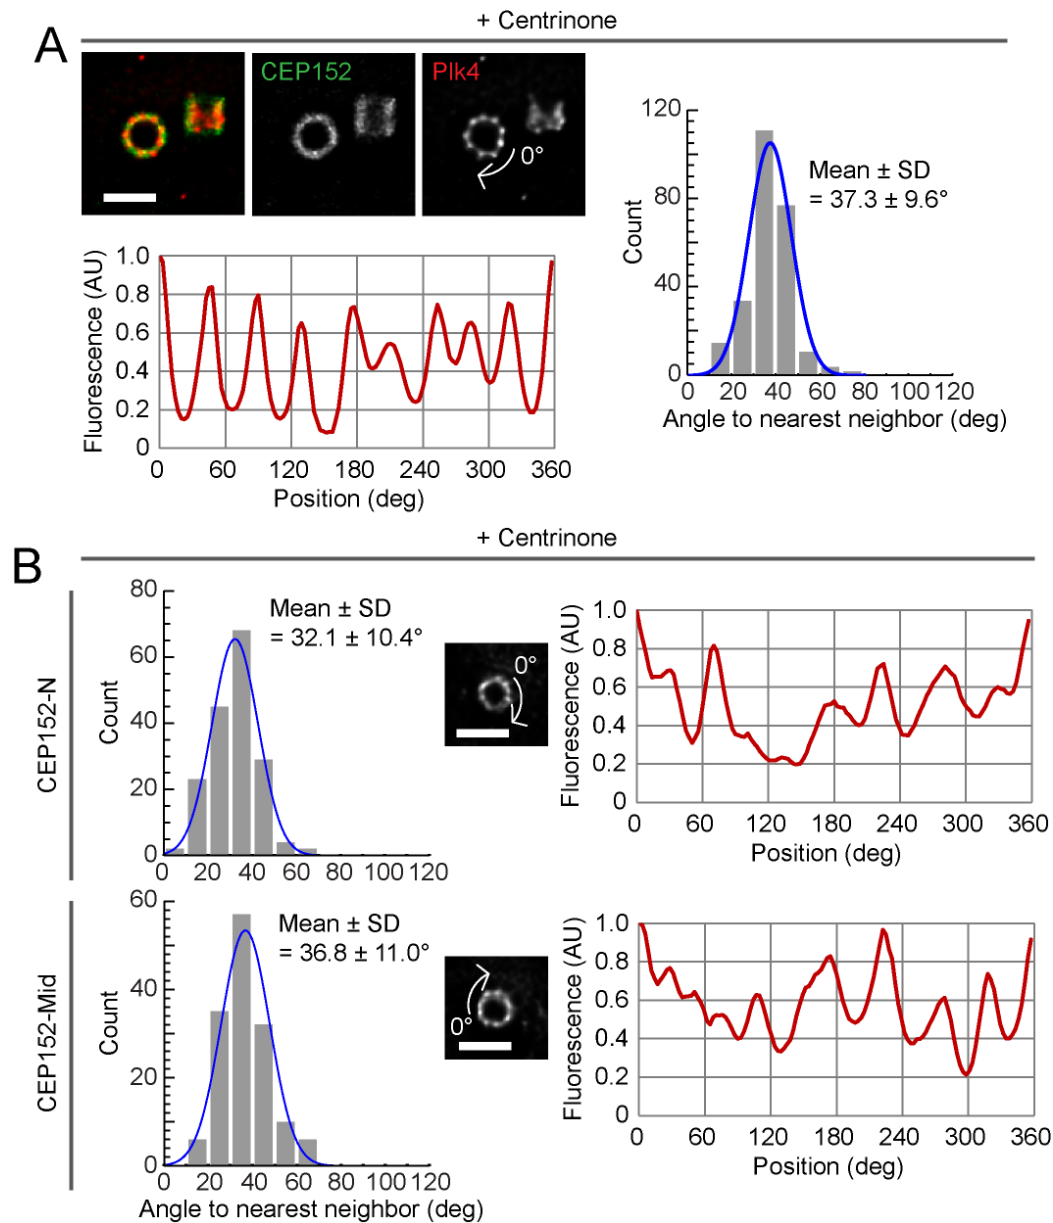 + Centrinone
A
CEP152
Plk4
0°
120
80
40
0
Count
Mean ± SD
= 37.3 ± 9.6°
0 20 40 60 80 100 120
Angle to nearest neighbor (deg)
Fluorescence (AU)
1.0
0.8
0.6
0.4
0.2
0
0 60 120 180 240 300 360
Position (deg)
+ Centrinone
B
CEP152-N
Count
80
60
40
20
0
Mean ± SD
= 32.1 ± 10.4°
0 20 40 60 80 100 120
0°
Fluorescence (AU)
1.0
0.8
0.6
0.4
0.2
0
0 60 120 180 240 300 360
Position (deg)
CEP152-Mid
Count
60
40
20
0
Mean ± SD
= 36.8 ± 11.0°
0 20 40 60 80 100 120
Angle to nearest neighbor (deg)
0°
Fluorescence (AU)
1.0
0.8
0.6
0.4
0.2
0
0 60 120 180 240 300 360
Position (deg)